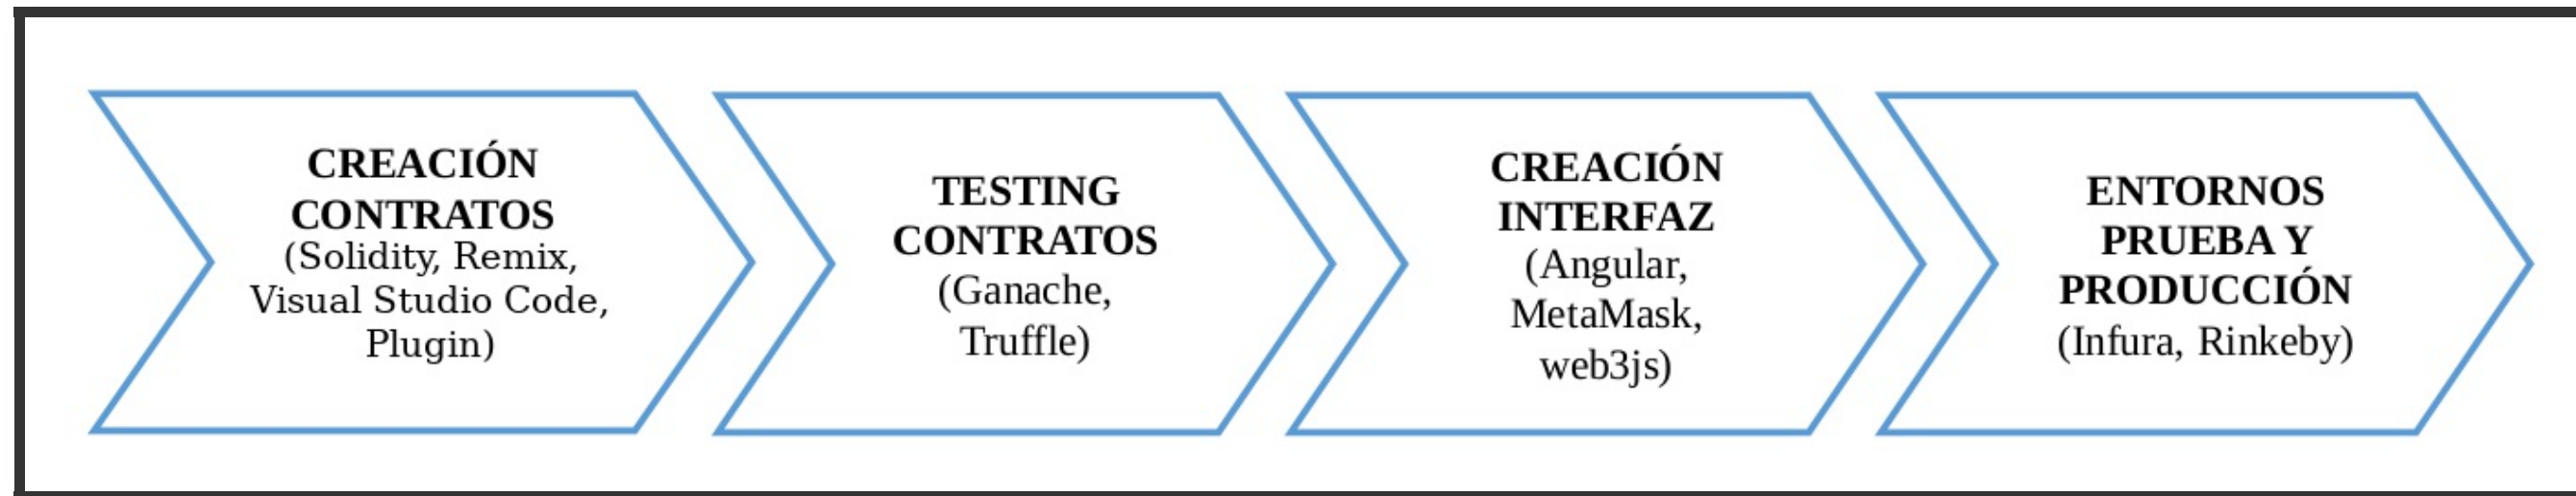 CREACIÓN
CONTRATOS
(Solidity, Remix,
Visual Studio Code,
Plugin)
TESTING
CONTRATOS
(Ganache,
Truffle)
CREACIÓN
INTERFAZ
(Angular,
MetaMask,
web3js)
ENTORNOS
PRUEBA Y
PRODUCCIÓN
(Infura, Rinkeby)